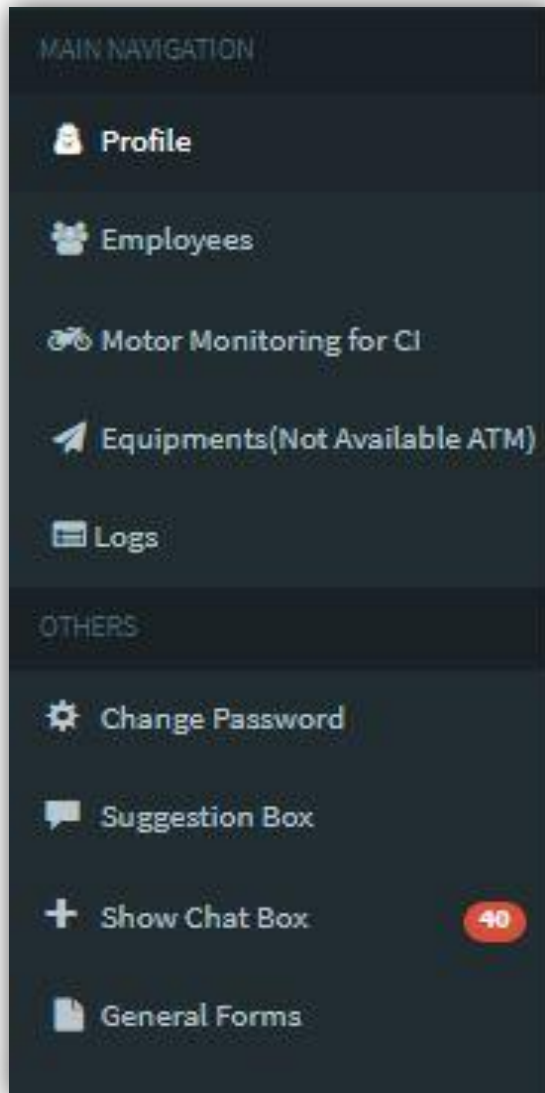 MAIN NAVIGATION
Profile
Employees
Motor Monitoring for CI
Equipments(Not Available ATM)
Logs
OTHERS
Change Password
Suggestion Box
Show Chat Box 40
General Forms